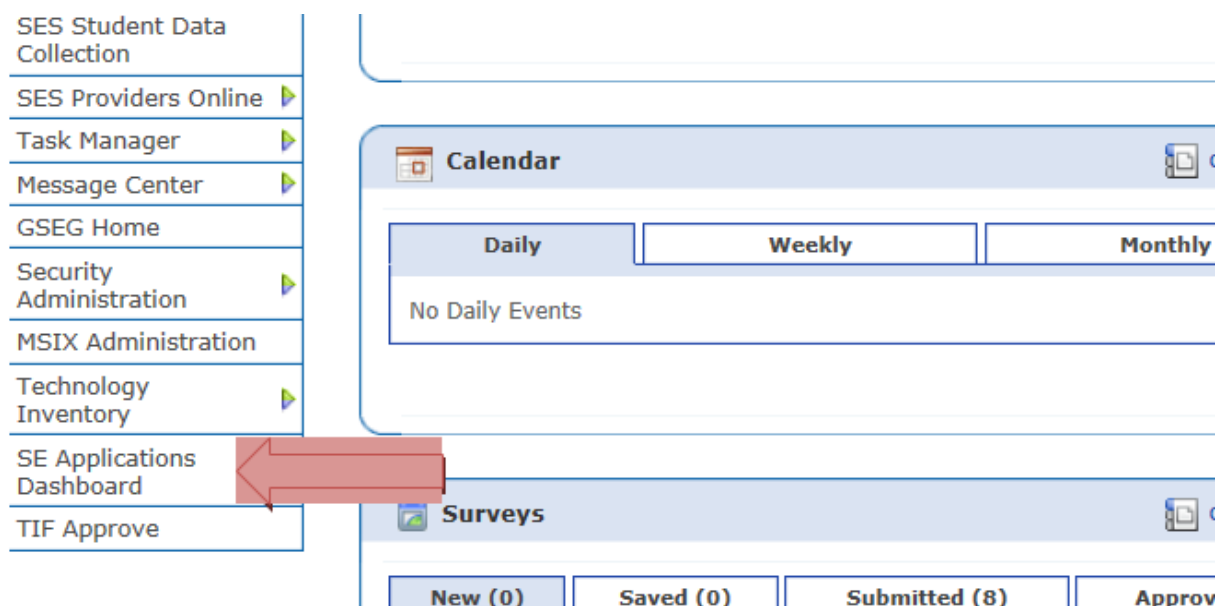 SES Student Data
Collection
SES Providers Online
Task Manager
Message Center
GSEG Home
Security
Administration
MSIX Administration
Technology
Inventory
SE Applications
Dashboard
TIF Approve
Calendar
Daily Weekly Monthly
No Daily Events
Surveys
New (0) Saved (0) Submitted (8)